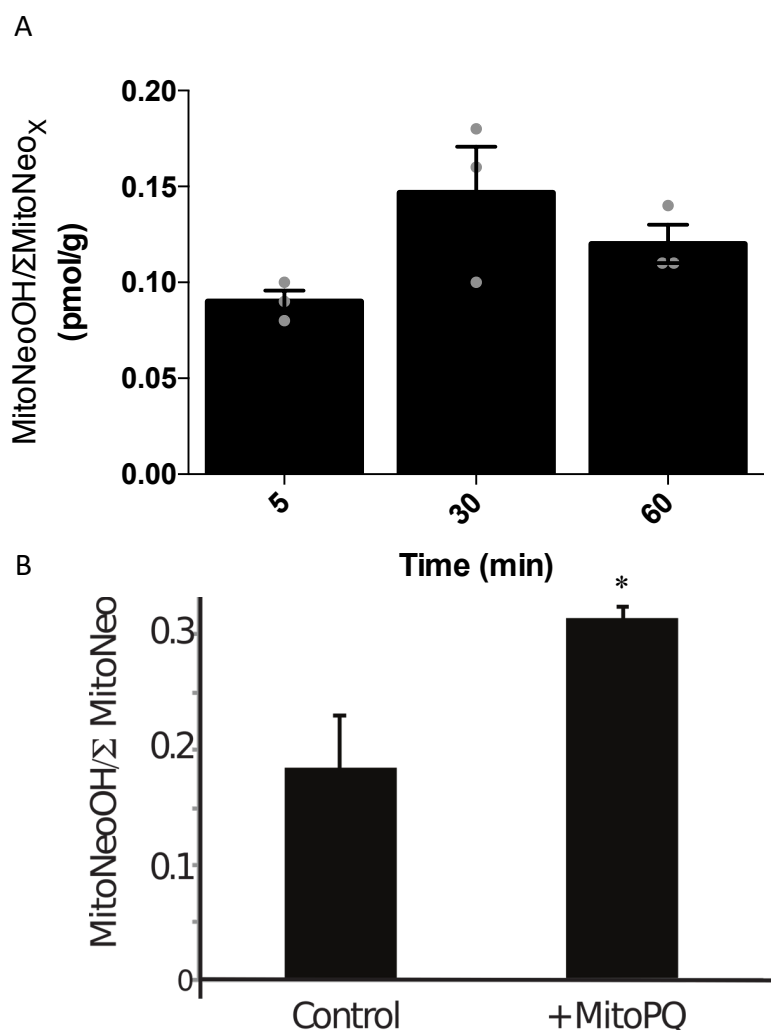 A
MitoNeoOH/ΣMitoNeoX
(pmol/g)
0.20
0.15
0.10
0.05
0.00
5
30
60
Time (min)
B
MitoNeoOH/Σ MitoNeo
*
0.3
0.2
0.1
0
Control
+MitoPQ